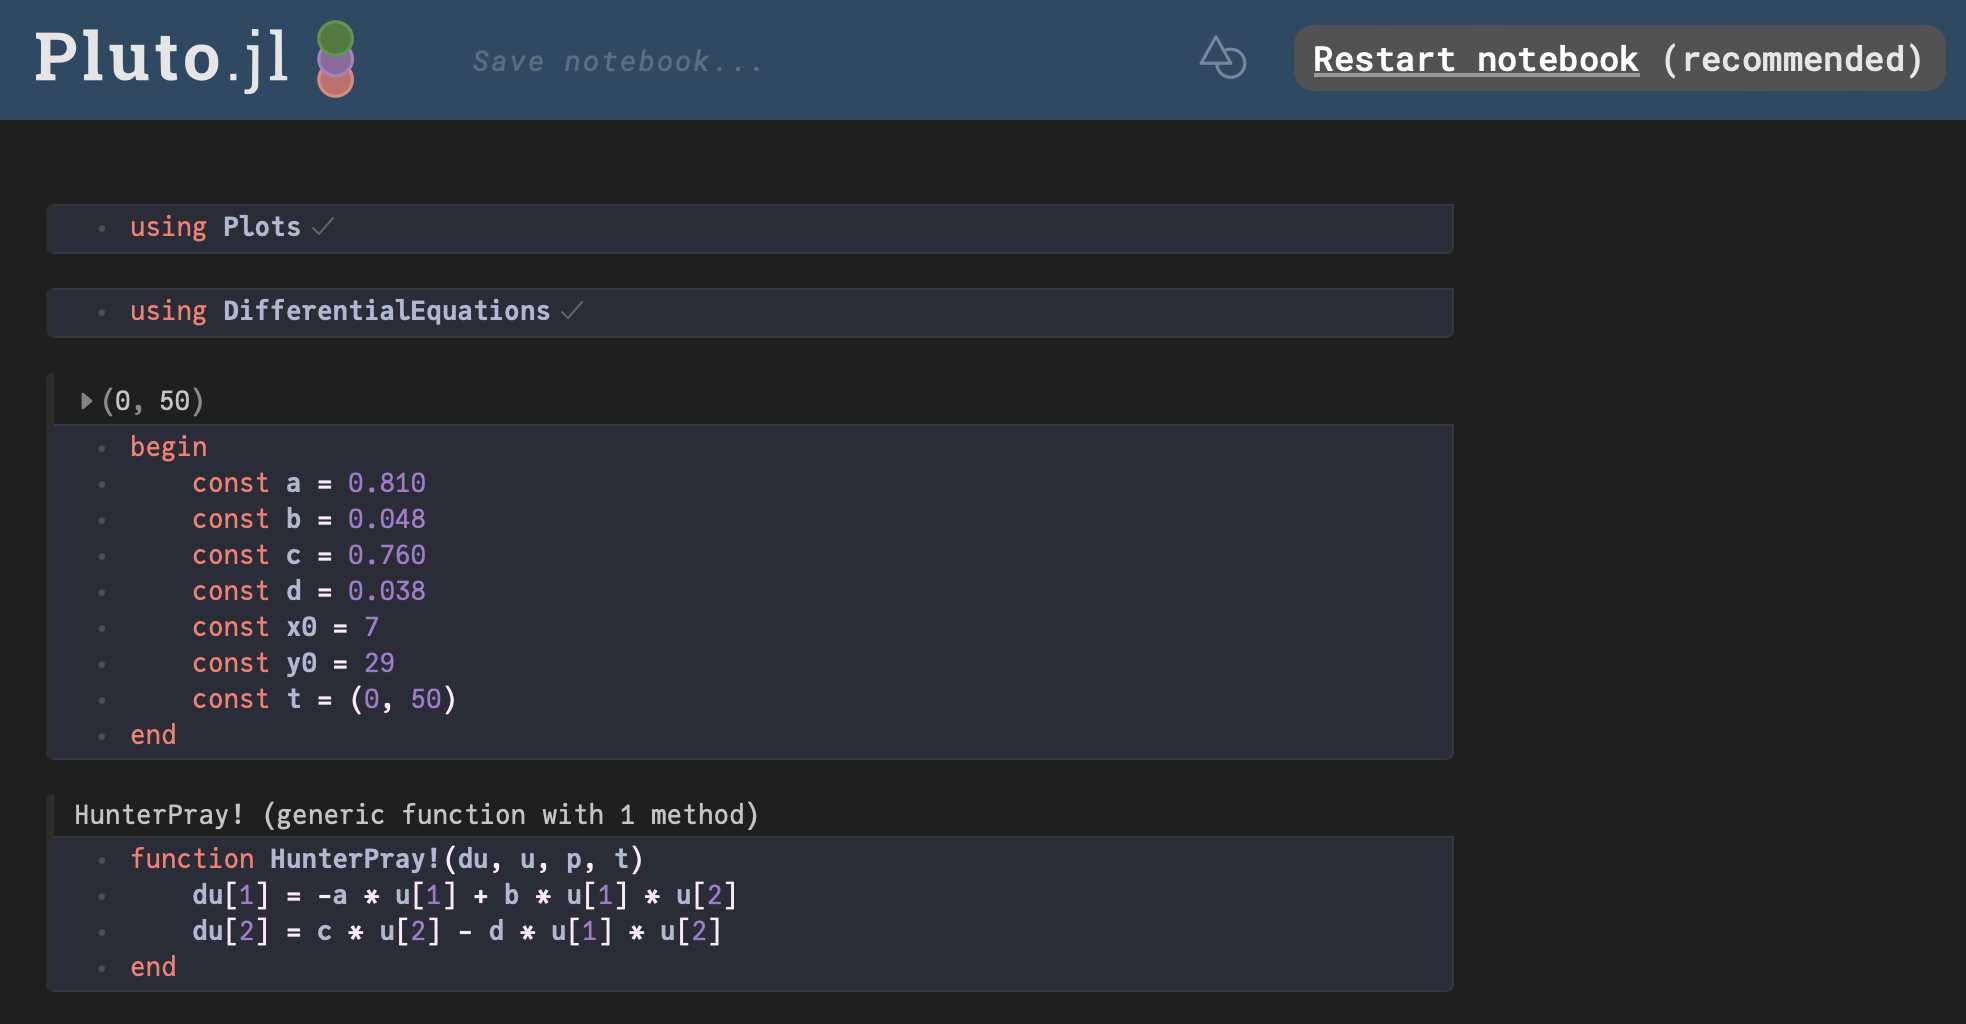 Pluto.jl
Save notebook...
Restart notebook (recommended)
using Plots
using DifferentialEquations
(0, 50)
begin
const a = 0.810
const b = 0.048
const c = 0.760
const d = 0.038
const x0 = 7
const y0 = 29
const t = (0, 50)
end
HunterPray! (generic function with 1 method)
function HunterPray!(du, u, p, t)
du[1] = -a * u[1] + b * u[1] * u[2]
du[2] = c * u[2] - d * u[1] * u[2]
end